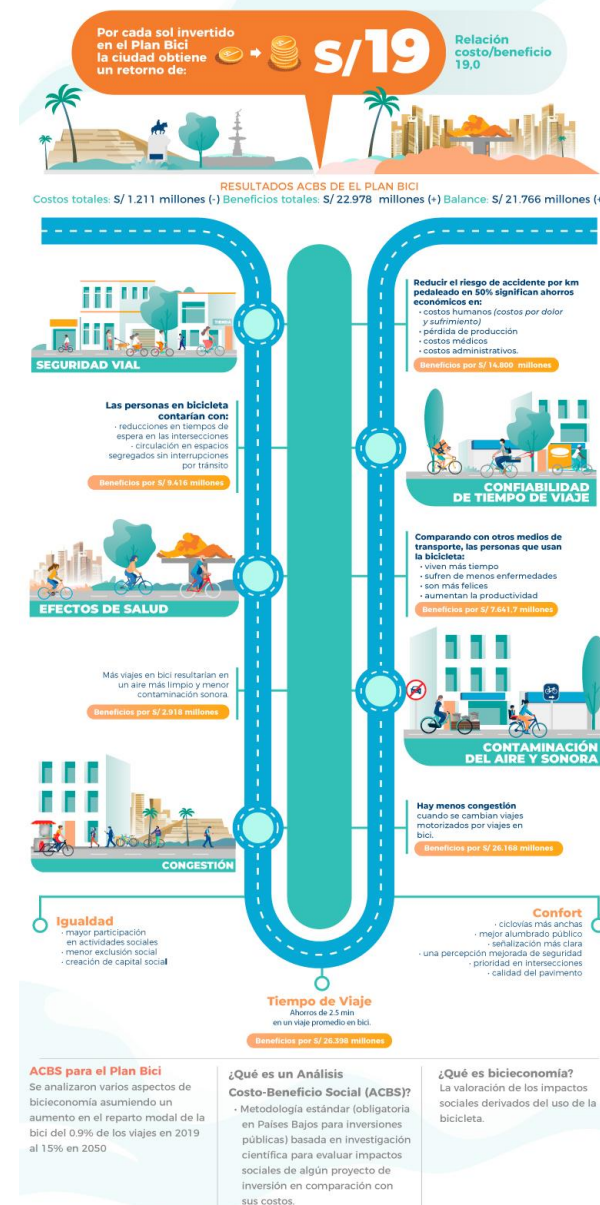 Por cada sol invertido
en el Plan Bici
la ciudad obtiene
un retorno de:
S/19
Relación
costo/beneficio
19,0
RESULTADOS ACBS DE EL PLAN BICI
Costos totales: S/ 1.211 millones (-) Beneficios totales: S/ 22.978 millones (+) Balance: S/ 21.766 millones (+
SEGURIDAD VIAL
Reducir el riesgo de accidente por km
pedaleado en 50% significan ahorros
económicos en:
• costos humanos (costos por dolor
y sufrimiento)
• pérdida de producción
• costos médicos
• costos administrativos.
Beneficios por S/ 14.800 millones
Las personas en bicicleta
contarían con:
• reducciones en tiempos de
espera en las intersecciones
• circulación en espacios
segregados sin interrupciones
por tránsito
Beneficios por S/ 9.416 millones
CONFIABILIDAD
DE TIEMPO DE VIAJE
EFECTOS DE SALUD
Comparando con otros medios de
transporte, las personas que usan
la bicicleta:
• viven más tiempo
• sufren de menos enfermedades
• son más felices
• aumentan la productividad
Beneficios por S/ 7.641,7 millones
Más viajes en bici resultarían en
un aire más limpio y menor
contaminación sonora.
Beneficios por S/ 2.918 millones
CONTAMINACIÓN
DEL AIRE Y SONORA
CONGESTIÓN
Hay menos congestión
cuando se cambian viajes
motorizados por viajes en
bici.
Beneficios por S/ 26.168 millones
Igualdad
• mayor participación
en actividades sociales
• menor exclusión social
• creación de capital social
Confort
• ciclovías más anchas
• mejor alumbrado público
• señalización más clara
• una percepción mejorada de seguridad
• prioridad en intersecciones
• calidad del pavimento
Tiempo de Viaje
Ahorros de 2.5 min
en un viaje promedio en bici.
Beneficios por S/ 26.398 millones
ACBS para el Plan Bici
Se analizaron varios aspectos de
bicieconomía asumiendo un
aumento en el reparto modal de la
bici del 0.9% de los viajes en 2019
al 15% en 2050
¿Qué es un Análisis
Costo-Beneficio Social (ACBS)?
• Metodología estándar (obligatoria
en Países Bajos para inversiones
públicas) basada en investigación
científica para evaluar impactos
sociales de algún proyecto de
inversión en comparación con
sus costos.
¿Qué es bicieconomía?
La valoración de los impactos
sociales derivados del uso de la
bicicleta.